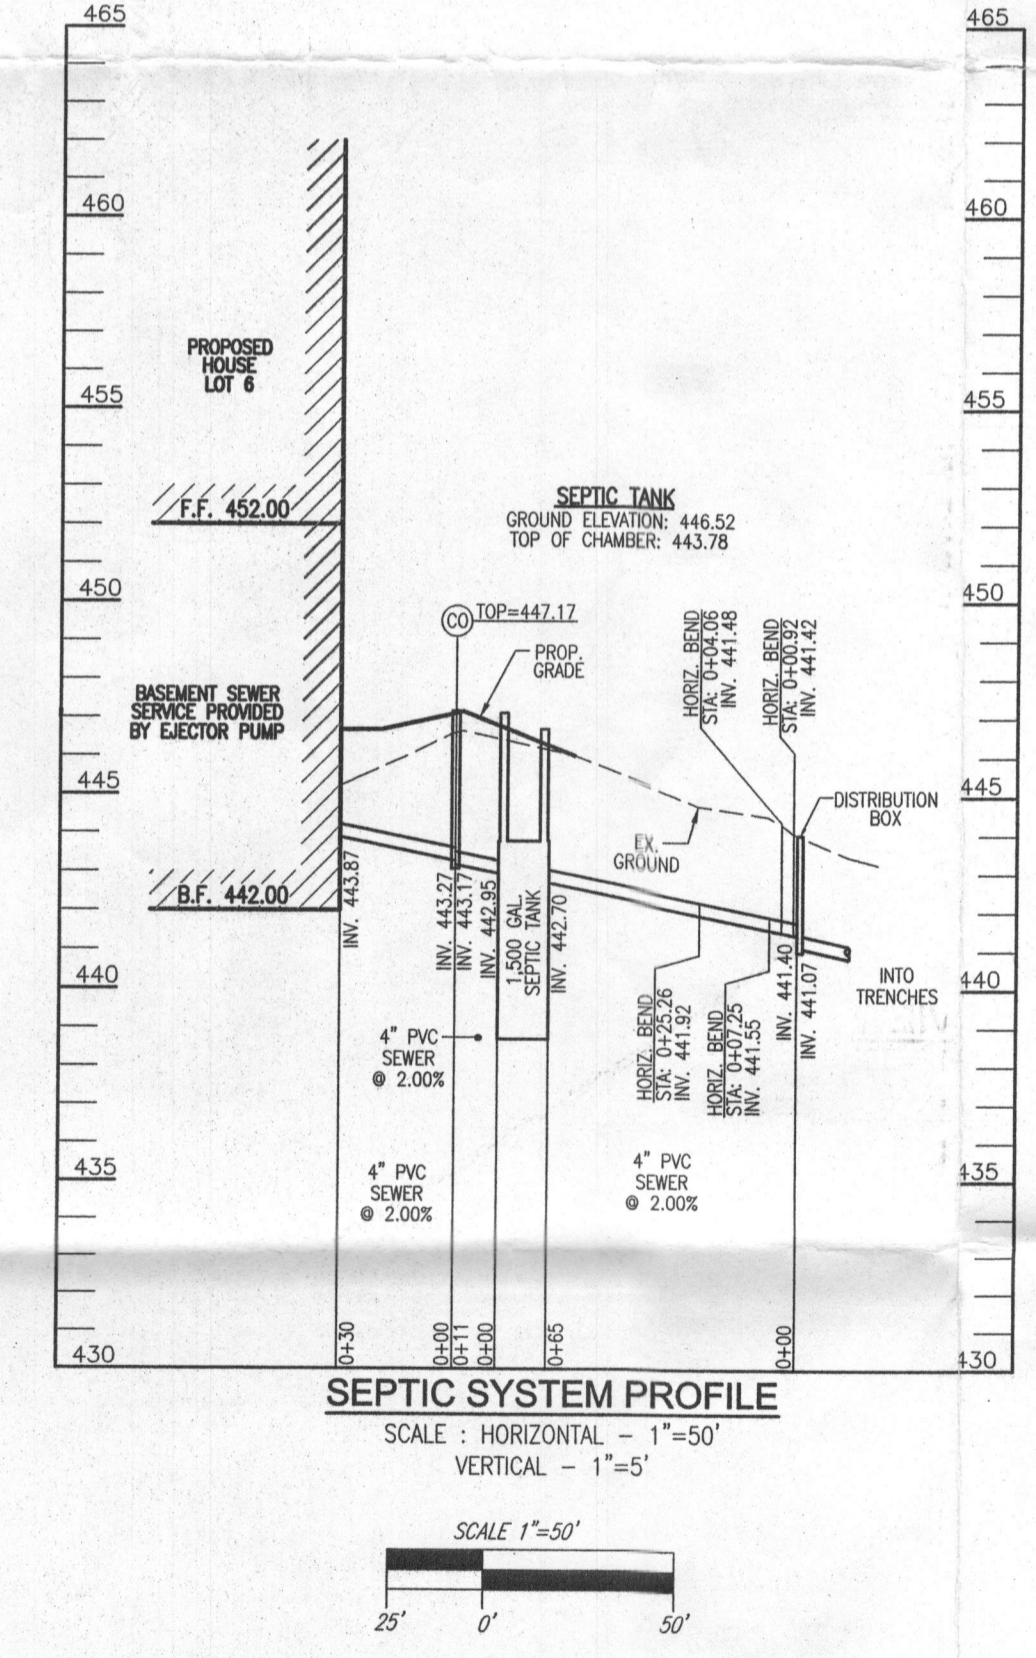 465
465
460
460
PROPOSED
HOUSE
LOT 6
455
455
F.F. 452.00
SEPTIC TANK
GROUND ELEVATION: 446.52
TOP OF CHAMBER: 443.78
450
450
CO TOP=447.17
PROP.
GRADE
HORIZ. BEND
STA: 0+04.06
INV. 441.48
HORIZ. BEND
STA: 0+00.92
INV. 441.42
BASEMENT SEWER
SERVICE PROVIDED
BY EJECTOR PUMP
445
445
DISTRIBUTION
BOX
EX.
GROUND
B.F. 442.00
INV. 443.87
INV. 443.27
INV. 443.17
INV. 442.95
1,500 GAL.
SEPTIC TANK
INV. 442.70
440
440
INV. 441.40
INV. 441.07
INTO
TRENCHES
HORIZ. BEND
STA: 0+25.26
INV. 441.92
HORIZ. BEND
STA: 0+07.25
INV. 441.55
4" PVC
SEWER
@ 2.00%
435
435
4" PVC
SEWER
@ 2.00%
4" PVC
SEWER
@ 2.00%
0+30
0+00
0+11
0+00
0+65
0+00
430
430
SEPTIC SYSTEM PROFILE
SCALE : HORIZONTAL - 1"=50'
VERTICAL - 1"=5'
SCALE 1"=50'
25' 0' 50'